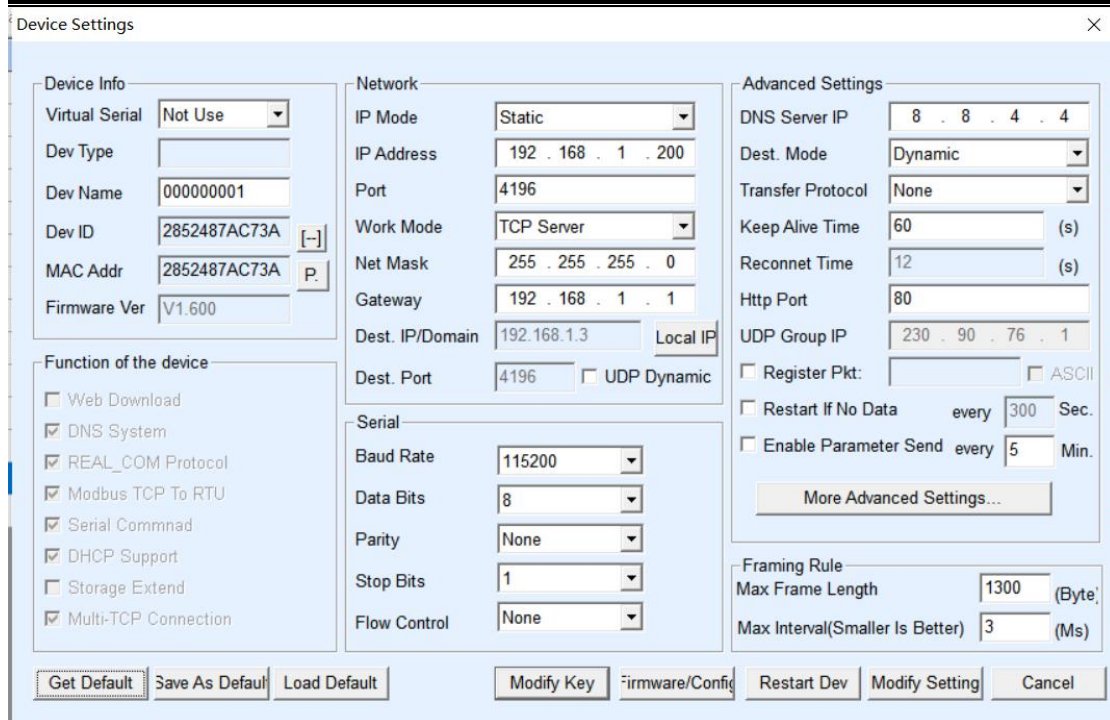 Device Settings
Device Info
Virtual Serial Not Use
Dev Type
Dev Name 000000001
Dev ID 2852487AC73A [--]
MAC Addr 2852487AC73A P.
Firmware Ver V1.600
Function of the device
Web Download
DNS System
REAL_COM Protocol
Modbus TCP To RTU
Serial Commnad
DHCP Support
Storage Extend
Multi-TCP Connection
Network
IP Mode Static
IP Address 192 . 168 . 1 . 200
Port 4196
Work Mode TCP Server
Net Mask 255 . 255 . 255 . 0
Gateway 192 . 168 . 1 . 1
Dest. IP/Domain 192.168.1.3 Local IP
Dest. Port 4196 UDP Dynamic
Serial
Baud Rate 115200
Data Bits 8
Parity None
Stop Bits 1
Flow Control None
Advanced Settings
DNS Server IP 8 . 8 . 4 . 4
Dest. Mode Dynamic
Transfer Protocol None
Keep Alive Time 60 (s)
Reconnet Time 12 (s)
Http Port 80
UDP Group IP 230 . 90 . 76 . 1
Register Pkt: ASCII
Restart If No Data every 300 Sec.
Enable Parameter Send every 5 Min.
More Advanced Settings...
Framing Rule
Max Frame Length 1300 (Byte)
Max Interval(Smaller Is Better) 3 (Ms)
Get Default Save As Defaul Load Default Modify Key Firmware/Config Restart Dev Modify Setting Cancel